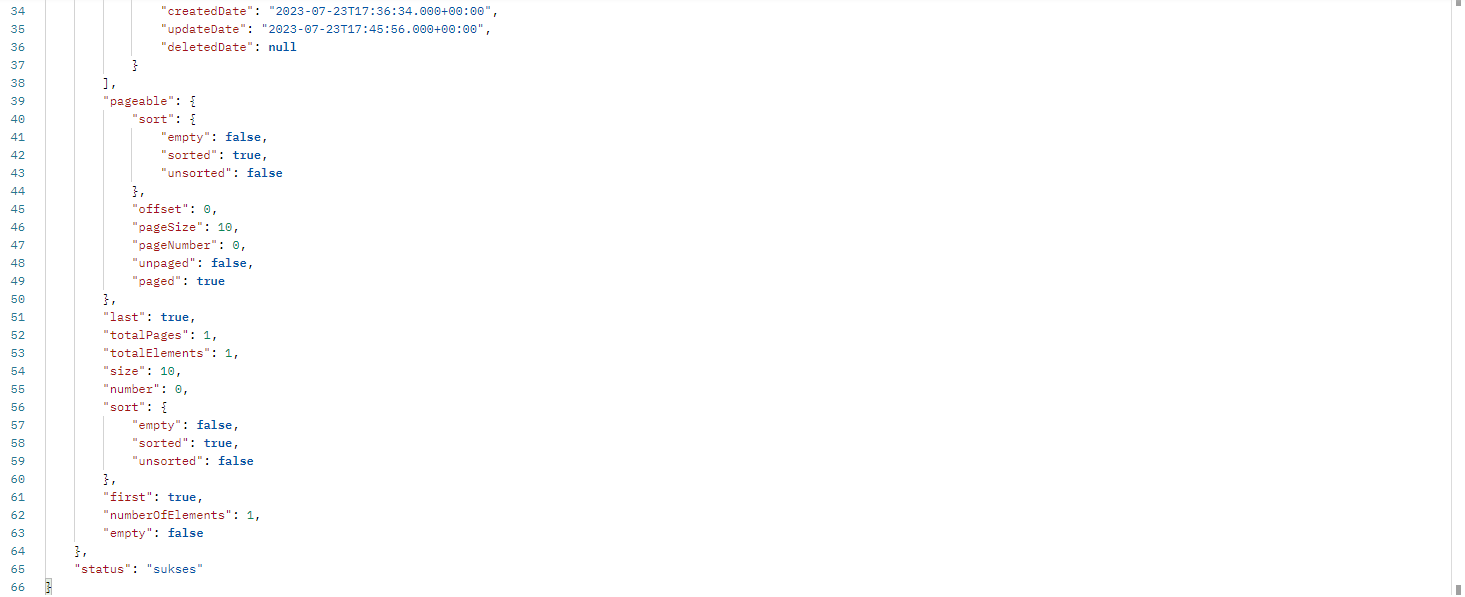 34 "createdDate": "2023-07-23T17:36:34.000+00:00",
35 "updateDate": "2023-07-23T17:45:56.000+00:00",
36 "deletedDate": null
37 }
38 ],
39 "pageable": {
40 "sort": {
41 "empty": false,
42 "sorted": true,
43 "unsorted": false
44 },
45 "offset": 0,
46 "pageSize": 10,
47 "pageNumber": 0,
48 "unpaged": false,
49 "paged": true
50 },
51 "last": true,
52 "totalPages": 1,
53 "totalElements": 1,
54 "size": 10,
55 "number": 0,
56 "sort": {
57 "empty": false,
58 "sorted": true,
59 "unsorted": false
60 },
61 "first": true,
62 "numberOfElements": 1,
63 "empty": false
64 },
65 "status": "sukses"
66 }